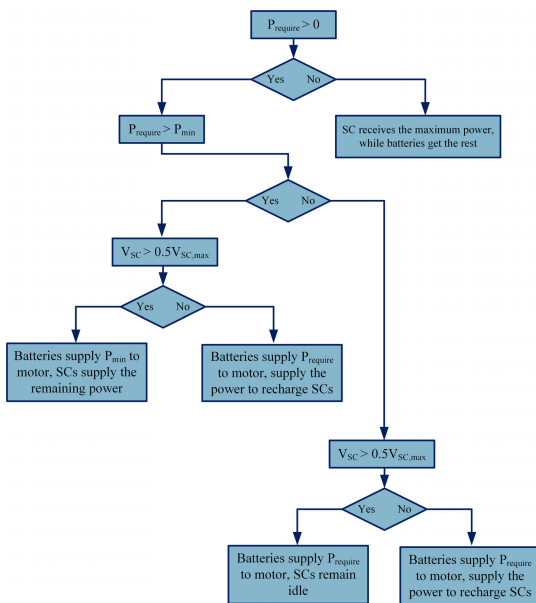 P_require > 0
Yes No
P_require > P_min
SC receives the maximum power,
while batteries get the rest
Yes No
V_SC > 0.5V_SC,max
Yes No
Batteries supply P_min to
motor, SCs supply the
remaining power
Batteries supply P_require
to motor, supply the
power to recharge SCs
V_SC > 0.5V_SC,max
Yes No
Batteries supply P_require
to motor, SCs remain
idle
Batteries supply P_require
to motor, supply the
power to recharge SCs